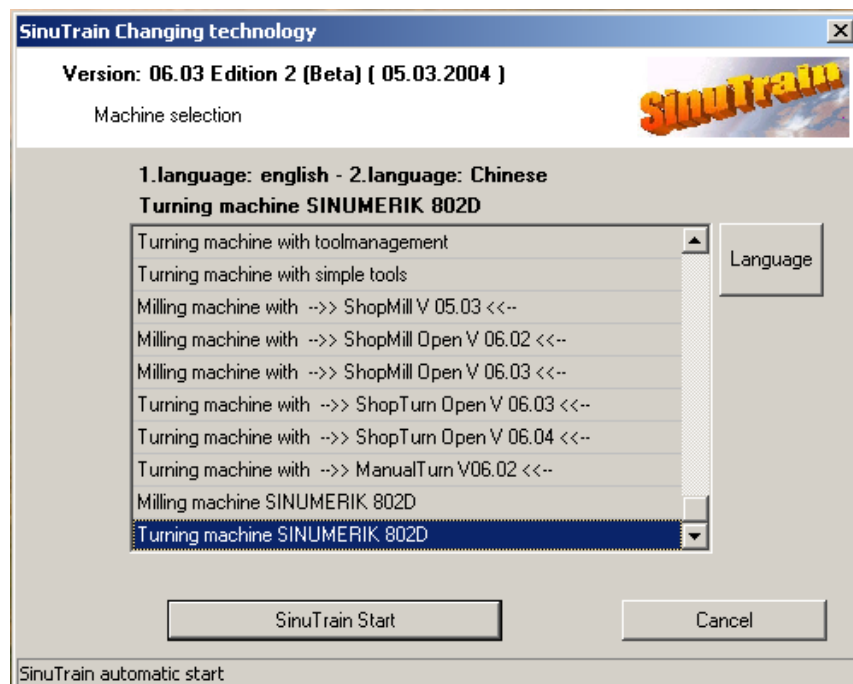 SinuTrain Changing technology
Version: 06.03 Edition 2 (Beta) ( 05.03.2004 )
Machine selection
SinuTrain
1.language: english - 2.language: Chinese
Turning machine SINUMERIK 802D
Turning machine with toolmanagement
Turning machine with simple tools
Milling machine with -->> ShopMill V 05.03 <<--
Milling machine with -->> ShopMill Open V 06.02 <<--
Milling machine with -->> ShopMill Open V 06.03 <<--
Turning machine with -->> ShopTurn Open V 06.03 <<--
Turning machine with -->> ShopTurn Open V 06.04 <<--
Turning machine with -->> ManualTurn V06.02 <<--
Milling machine SINUMERIK 802D
Turning machine SINUMERIK 802D
Language
SinuTrain Start
Cancel
SinuTrain automatic start